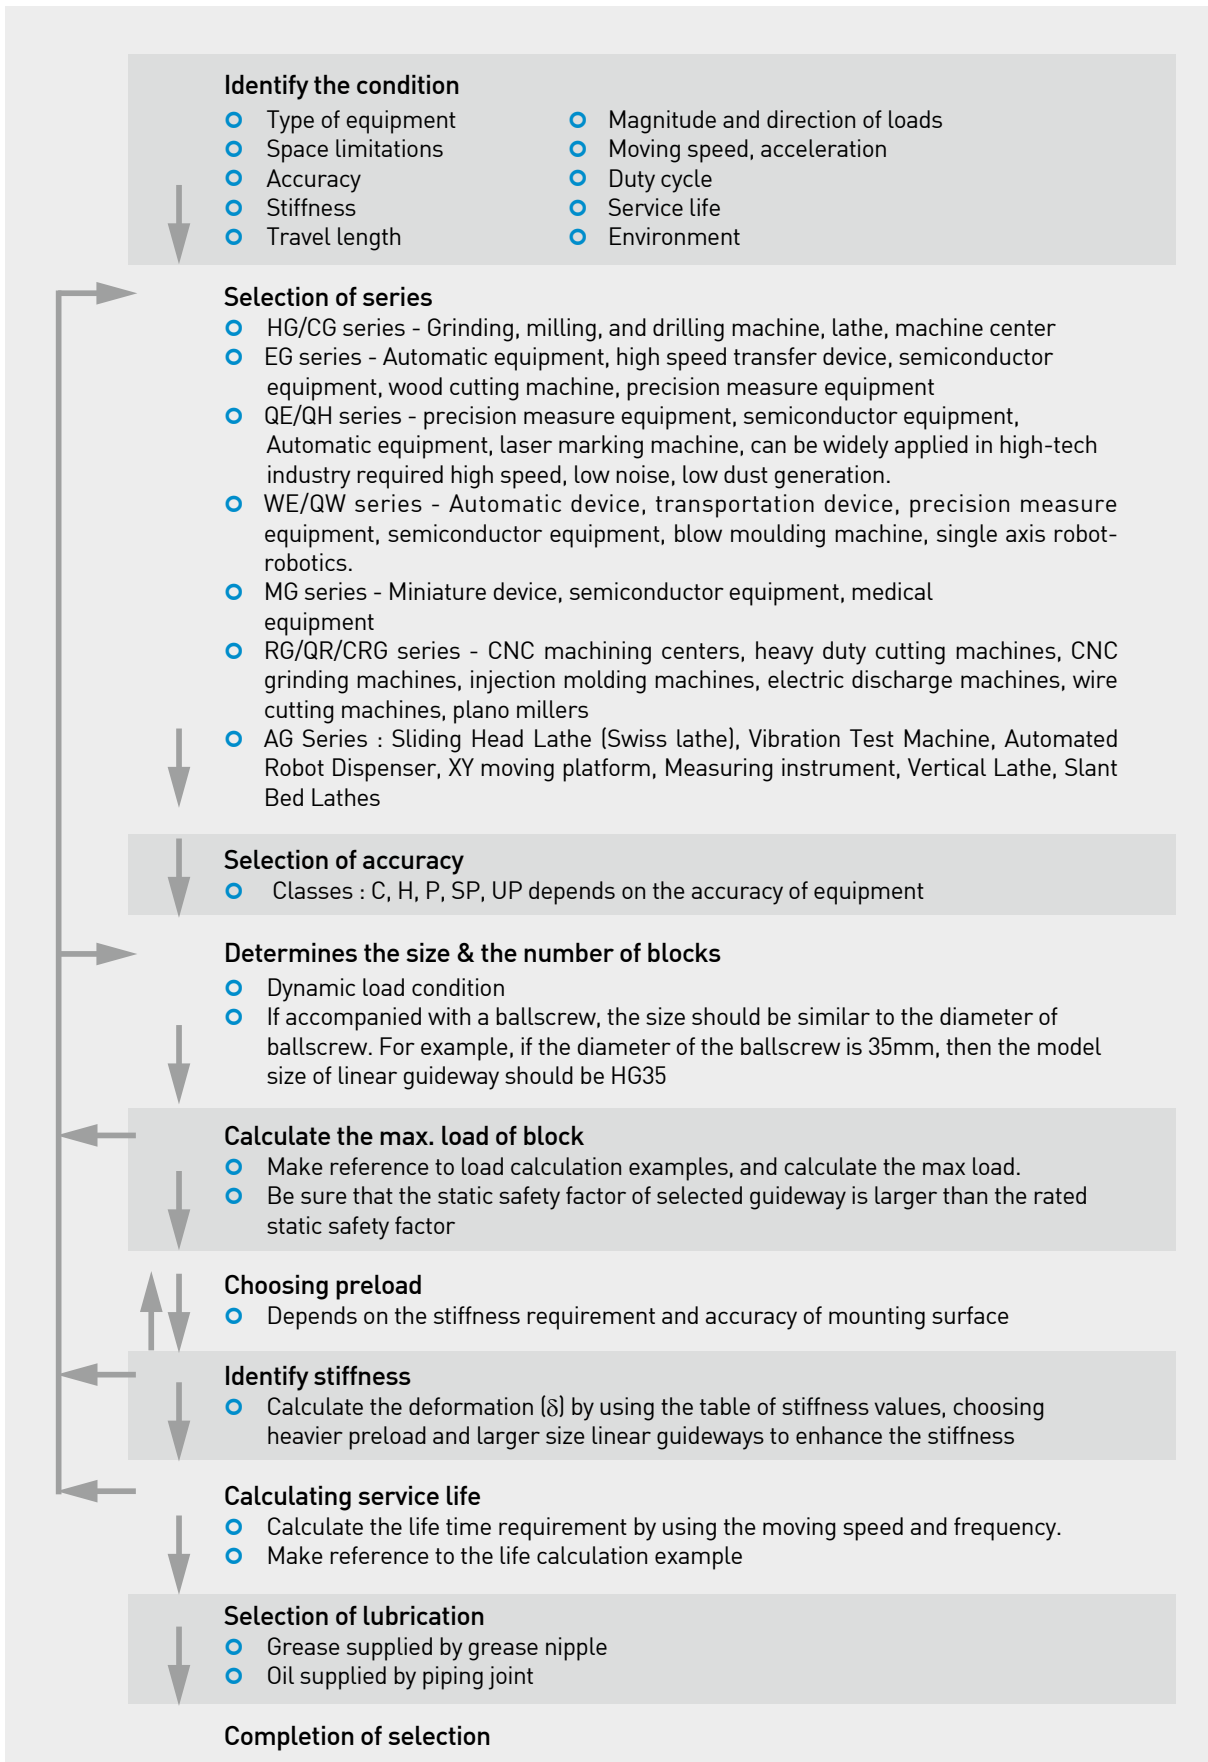 Identify the condition
Type of equipment
Space limitations
Accuracy
Stiffness
Travel length
Magnitude and direction of loads
Moving speed, acceleration
Duty cycle
Service life
Environment
Selection of series
HG/CG series - Grinding, milling, and drilling machine, lathe, machine center
EG series - Automatic equipment, high speed transfer device, semiconductor
equipment, wood cutting machine, precision measure equipment
QE/QH series - precision measure equipment, semiconductor equipment,
Automatic equipment, laser marking machine, can be widely applied in high-tech
industry required high speed, low noise, low dust generation.
WE/QW series - Automatic device, transportation device, precision measure
equipment, semiconductor equipment, blow moulding machine, single axis robot-
robotics.
MG series - Miniature device, semiconductor equipment, medical
equipment
RG/QR/CRG series - CNC machining centers, heavy duty cutting machines, CNC
grinding machines, injection molding machines, electric discharge machines, wire
cutting machines, plano millers
AG Series : Sliding Head Lathe (Swiss lathe), Vibration Test Machine, Automated
Robot Dispenser, XY moving platform, Measuring instrument, Vertical Lathe, Slant
Bed Lathes
Selection of accuracy
Classes : C, H, P, SP, UP depends on the accuracy of equipment
Determines the size & the number of blocks
Dynamic load condition
If accompanied with a ballscrew, the size should be similar to the diameter of
ballscrew. For example, if the diameter of the ballscrew is 35mm, then the model
size of linear guideway should be HG35
Calculate the max. load of block
Make reference to load calculation examples, and calculate the max load.
Be sure that the static safety factor of selected guideway is larger than the rated
static safety factor
Choosing preload
Depends on the stiffness requirement and accuracy of mounting surface
Identify stiffness
Calculate the deformation (δ) by using the table of stiffness values, choosing
heavier preload and larger size linear guideways to enhance the stiffness
Calculating service life
Calculate the life time requirement by using the moving speed and frequency.
Make reference to the life calculation example
Selection of lubrication
Grease supplied by grease nipple
Oil supplied by piping joint
Completion of selection